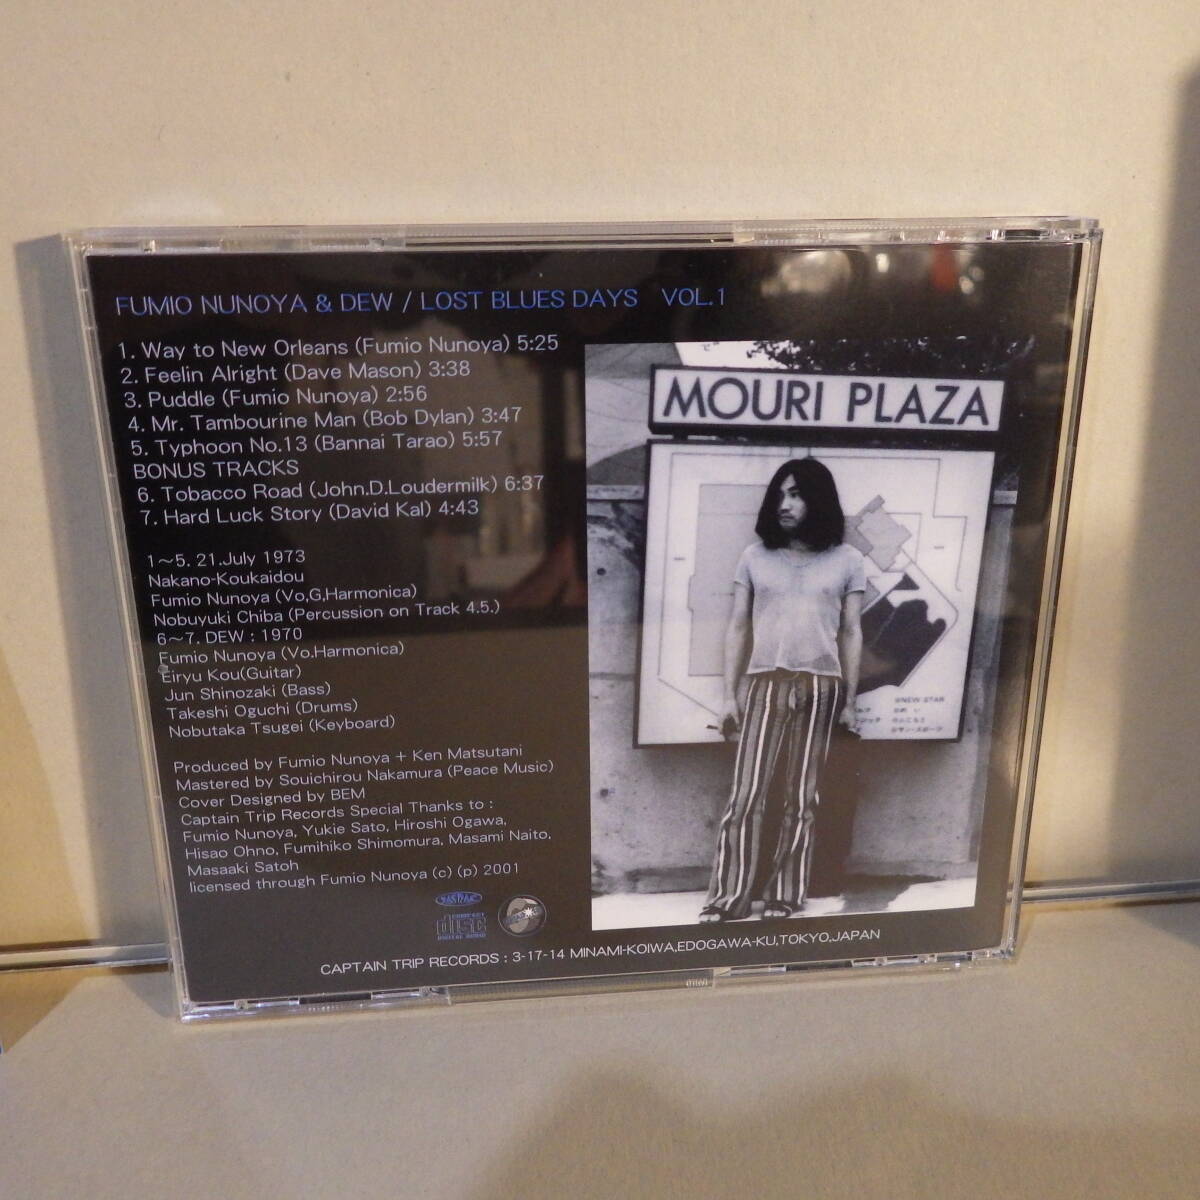 FUMIO NUNOYA & DEW / LOST BLUES DAYS VOL.1
1. Way to New Orleans (Fumio Nunoya) 5:25
2. Feelin Alright (Dave Mason) 3:38
3. Puddle (Fumio Nunoya) 2:56
4. Mr. Tambourine Man (Bob Dylan) 3:47
5. Typhoon No.13 (Bannai Tarao) 5:57
BONUS TRACKS
6. Tobacco Road (John.D.Loudermilk) 6:37
7. Hard Luck Story (David Kal) 4:43
1～5. 21.July 1973
Nakano-Koukaidou
Fumio Nunoya (Vo,G,Harmonica)
Nobuyuki Chiba (Percussion on Track 4.5.)
6～7. DEW : 1970
Fumio Nunoya (Vo.Harmonica)
Eiryu Kou(Guitar)
Jun Shinozaki (Bass)
Takeshi Oguchi (Drums)
Nobutaka Tsugei (Keyboard)
Produced by Fumio Nunoya + Ken Matsutani
Mastered by Souichirou Nakamura (Peace Music)
Cover Designed by BEM
Captain Trip Records Special Thanks to :
Fumio Nunoya, Yukie Sato, Hiroshi Ogawa,
Hisao Ohno, Fumihiko Shimomura, Masami Naito,
Masaaki Satoh
licensed through Fumio Nunoya (c) (p) 2001
COMPACT
disc
DIGITAL AUDIO
CAPTAIN TRIP RECORDS : 3-17-14 MINAMI-KOIWA,EDOGAWA-KU,TOKYO,JAPAN
MOURI PLAZA
NEW STAR